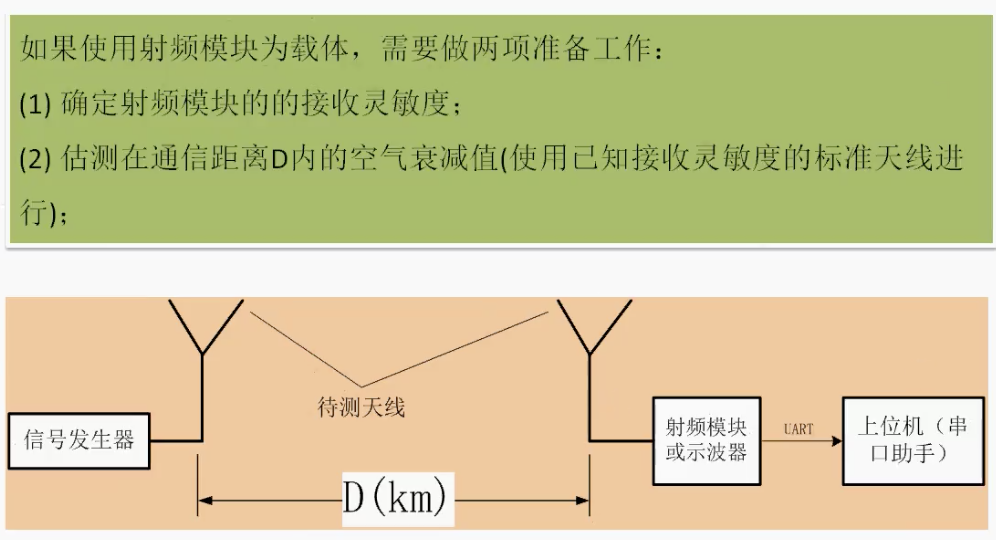 如果使用射频模块为载体，需要做两项准备工作：
(1) 确定射频模块的的接收灵敏度；
(2) 估测在通信距离D内的空气衰减值(使用已知接收灵敏度的标准天线进
行)；
待测天线
信号发生器
射频模块
或示波器
UART
上位机（串
口助手）
D(km)